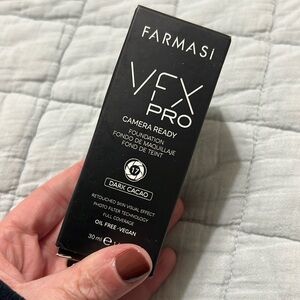 FARMASi
VFX
PRO
CAMERA READY
FOUNDATION
FONDO DE MAQUILLAJE
FOND DE TEINT
17
DARK CACAO
RETOUCHED SKIN VISUAL EFFECT
PHOTO FILTER TECHNOLOGY
FULL COVERAGE
OIL FREE • VEGAN
30 ml ℮